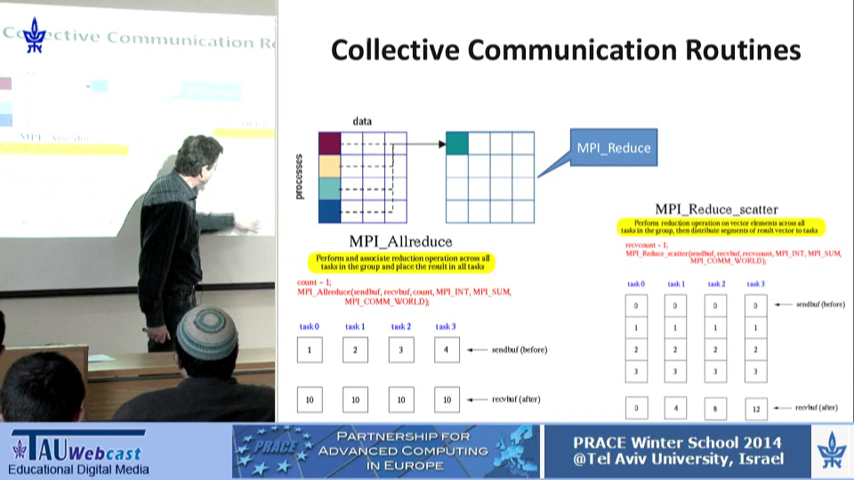 Collective Communication Routines
data
processes
MPI_Reduce
MPI_Allreduce
Perform and associate reduction operation across all
tasks in the group and place the result in all tasks
count = 1;
MPI_Allreduce(sendbuf, recvbuf, count, MPI_INT, MPI_SUM,
MPI_COMM_WORLD);
task 0 task 1 task 2 task 3
1 2 3 4 sendbuf (before)
10 10 10 10 recvbuf (after)
MPI_Reduce_scatter
Perform reduction operation on vector elements across all
tasks in the group, then distribute segments of result vector to tasks
recvcount = 1;
MPI_Reduce_scatter(sendbuf, recvbuf, recvcount, MPI_INT, MPI_SUM,
MPI_COMM_WORLD);
task 0 task 1 task 2 task 3
0 0 0 0 sendbuf (before)
1 1 1 1
2 2 2 2
3 3 3 3
0 4 8 12 recvbuf (after)
ective Communication R
TAU Webcast
Educational Digital Media
PRACE
PARTNERSHIP FOR
ADVANCED COMPUTING
IN EUROPE
PRACE Winter School 2014
@Tel Aviv University, Israel